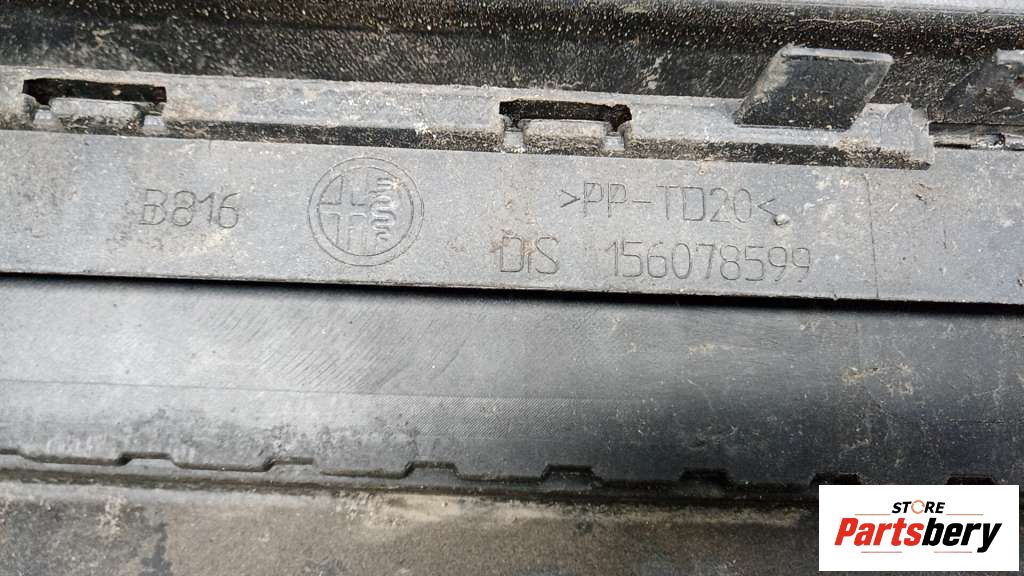 B816
>PP-TD20<
DIS 156078599
STORE
Partsbery